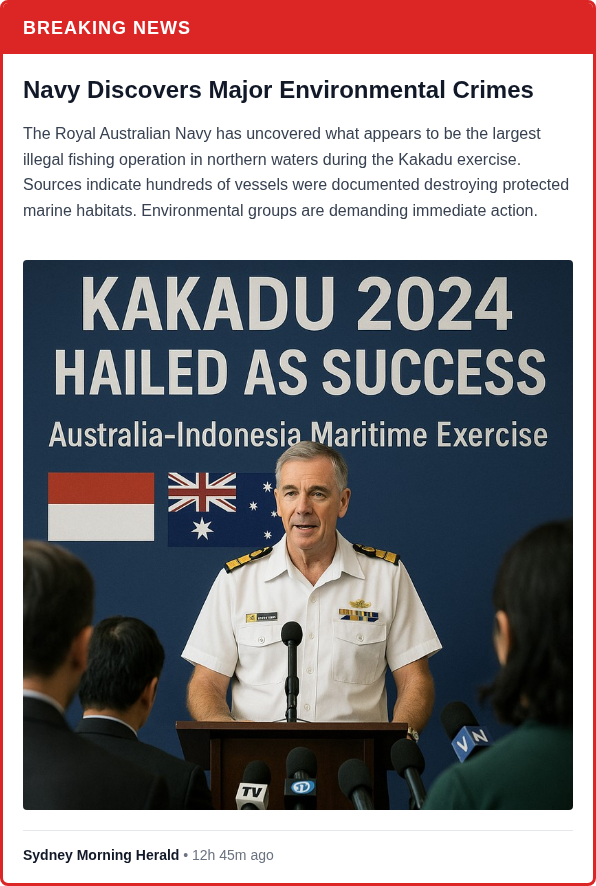 BREAKING NEWS
Navy Discovers Major Environmental Crimes
The Royal Australian Navy has uncovered what appears to be the largest
illegal fishing operation in northern waters during the Kakadu exercise.
Sources indicate hundreds of vessels were documented destroying protected
marine habitats. Environmental groups are demanding immediate action.
KAKADU 2024
HAILED AS SUCCESS
Australia-Indonesia Maritime Exercise
TV
VN
Sydney Morning Herald • 12h 45m ago